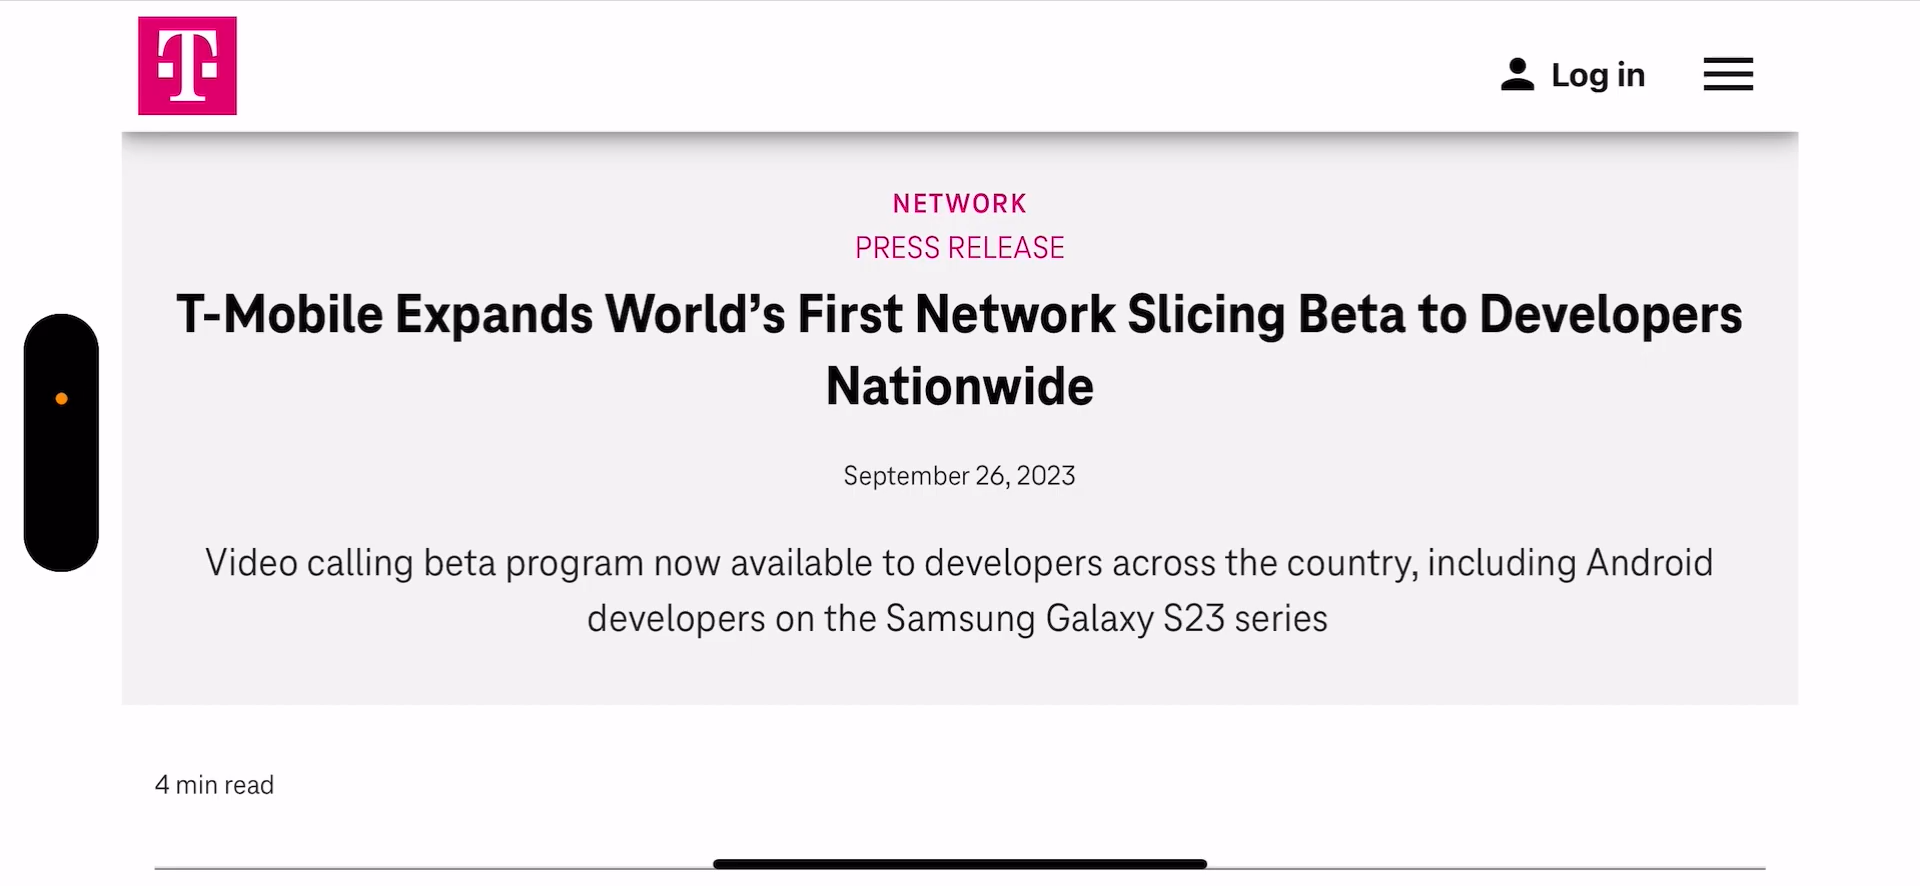 T
Log in
NETWORK
PRESS RELEASE
T-Mobile Expands World’s First Network Slicing Beta to Developers
Nationwide
September 26, 2023
Video calling beta program now available to developers across the country, including Android
developers on the Samsung Galaxy S23 series
4 min read